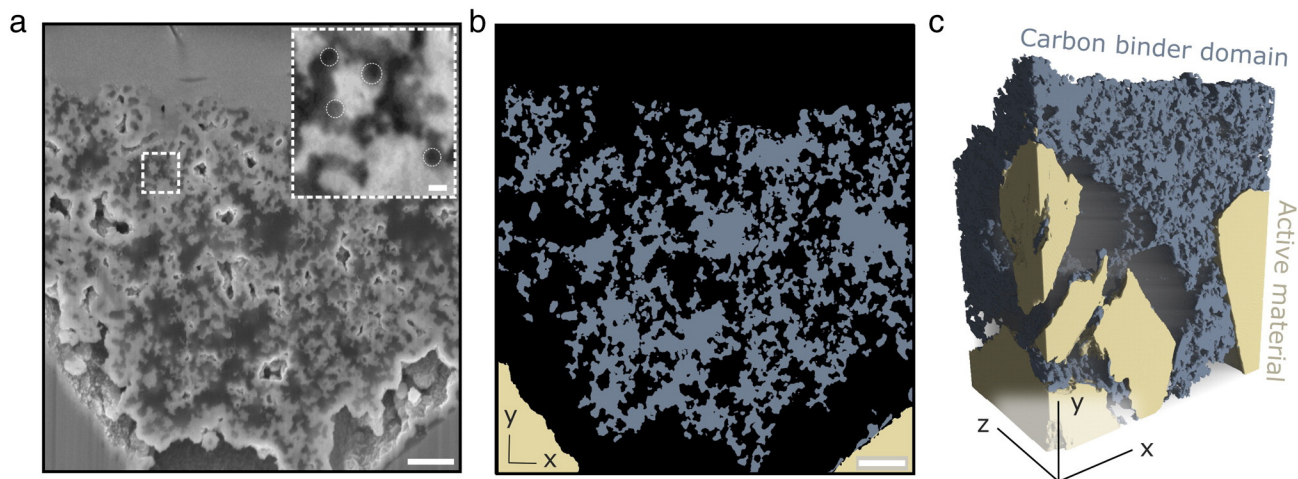 a
b
c
Carbon binder domain
Active material
y
x
y
z
x